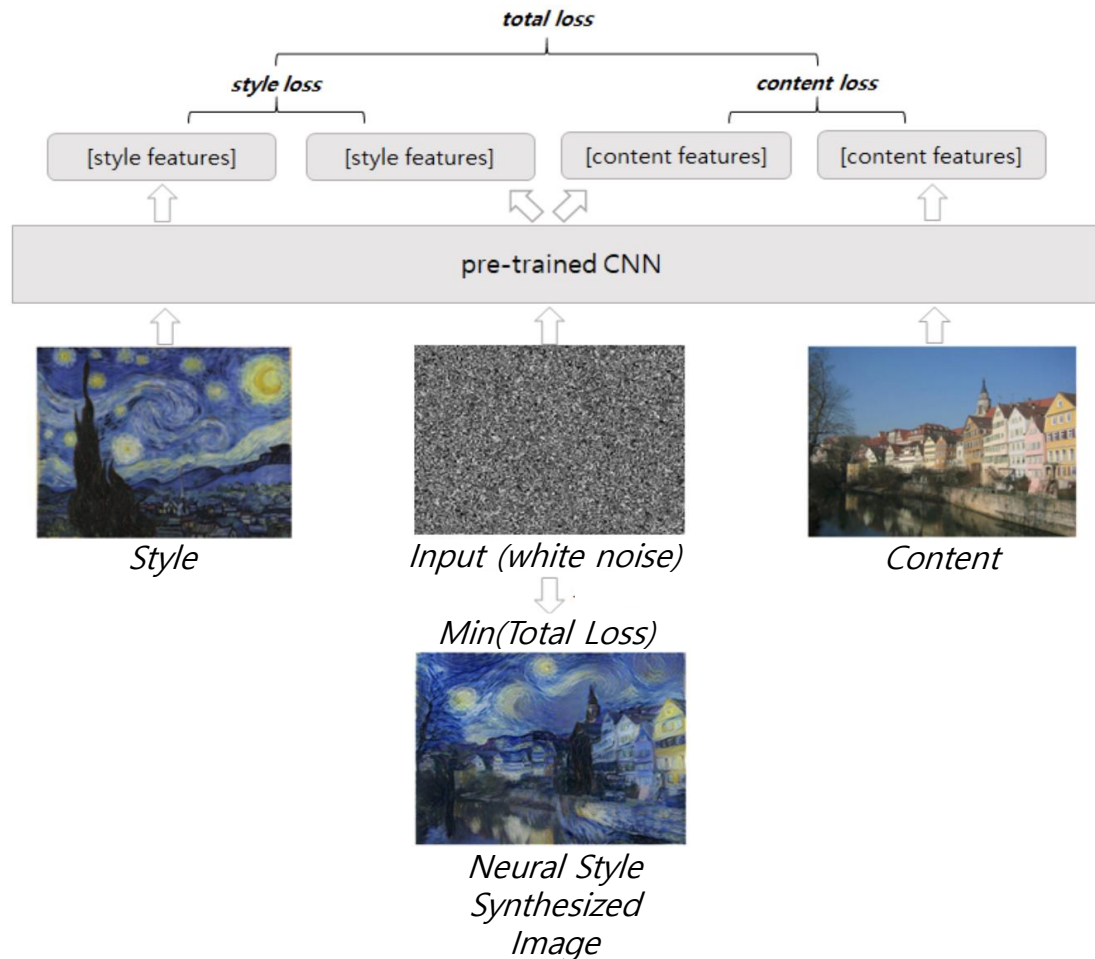 total loss
style loss
content loss
[style features]
[style features]
[content features]
[content features]
pre-trained CNN
Style
Input (white noise)
Content
Min(Total Loss)
Neural Style
Synthesized
Image